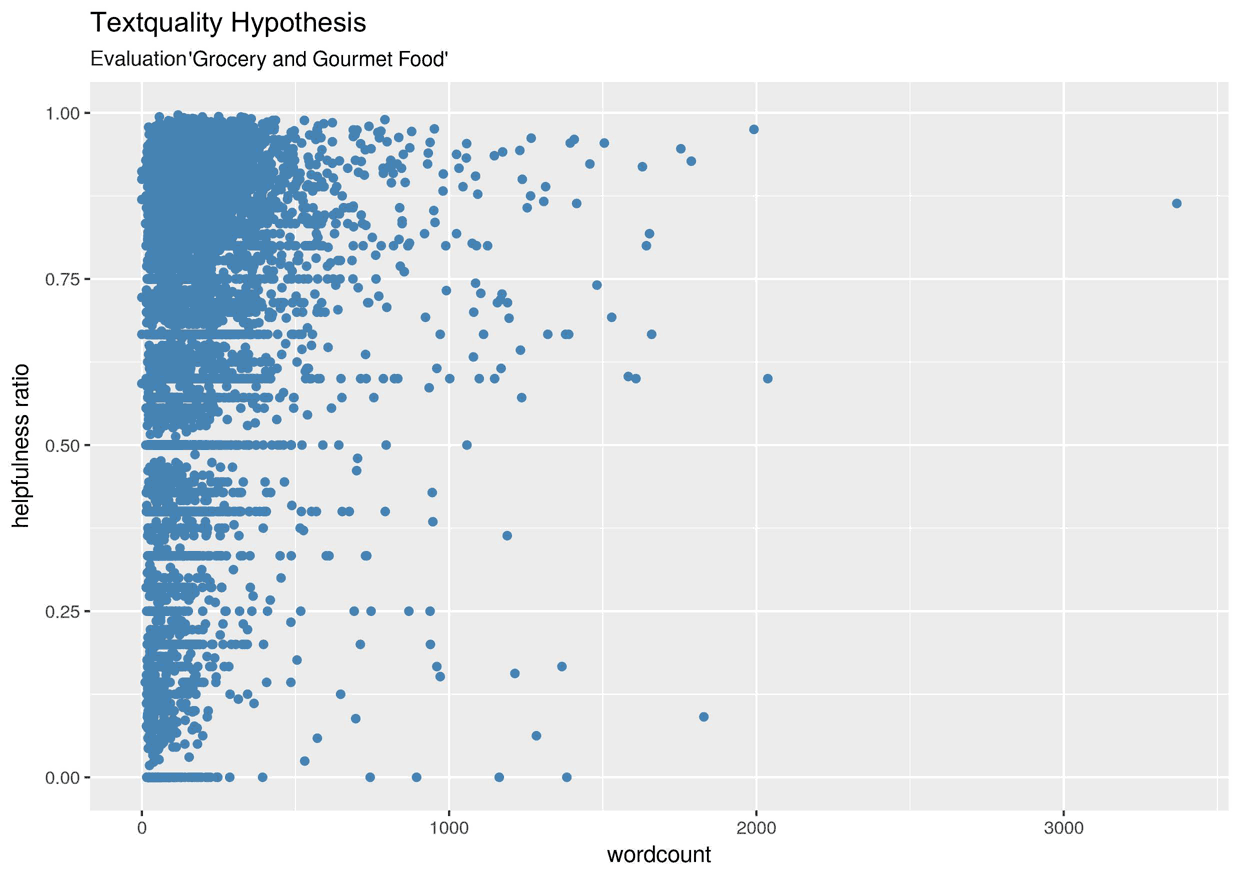 Textquality Hypothesis
Evaluation'Grocery and Gourmet Food'
1.00
0.75
0.50
0.25
0.00
helpfulness ratio
0 1000 2000 3000
wordcount